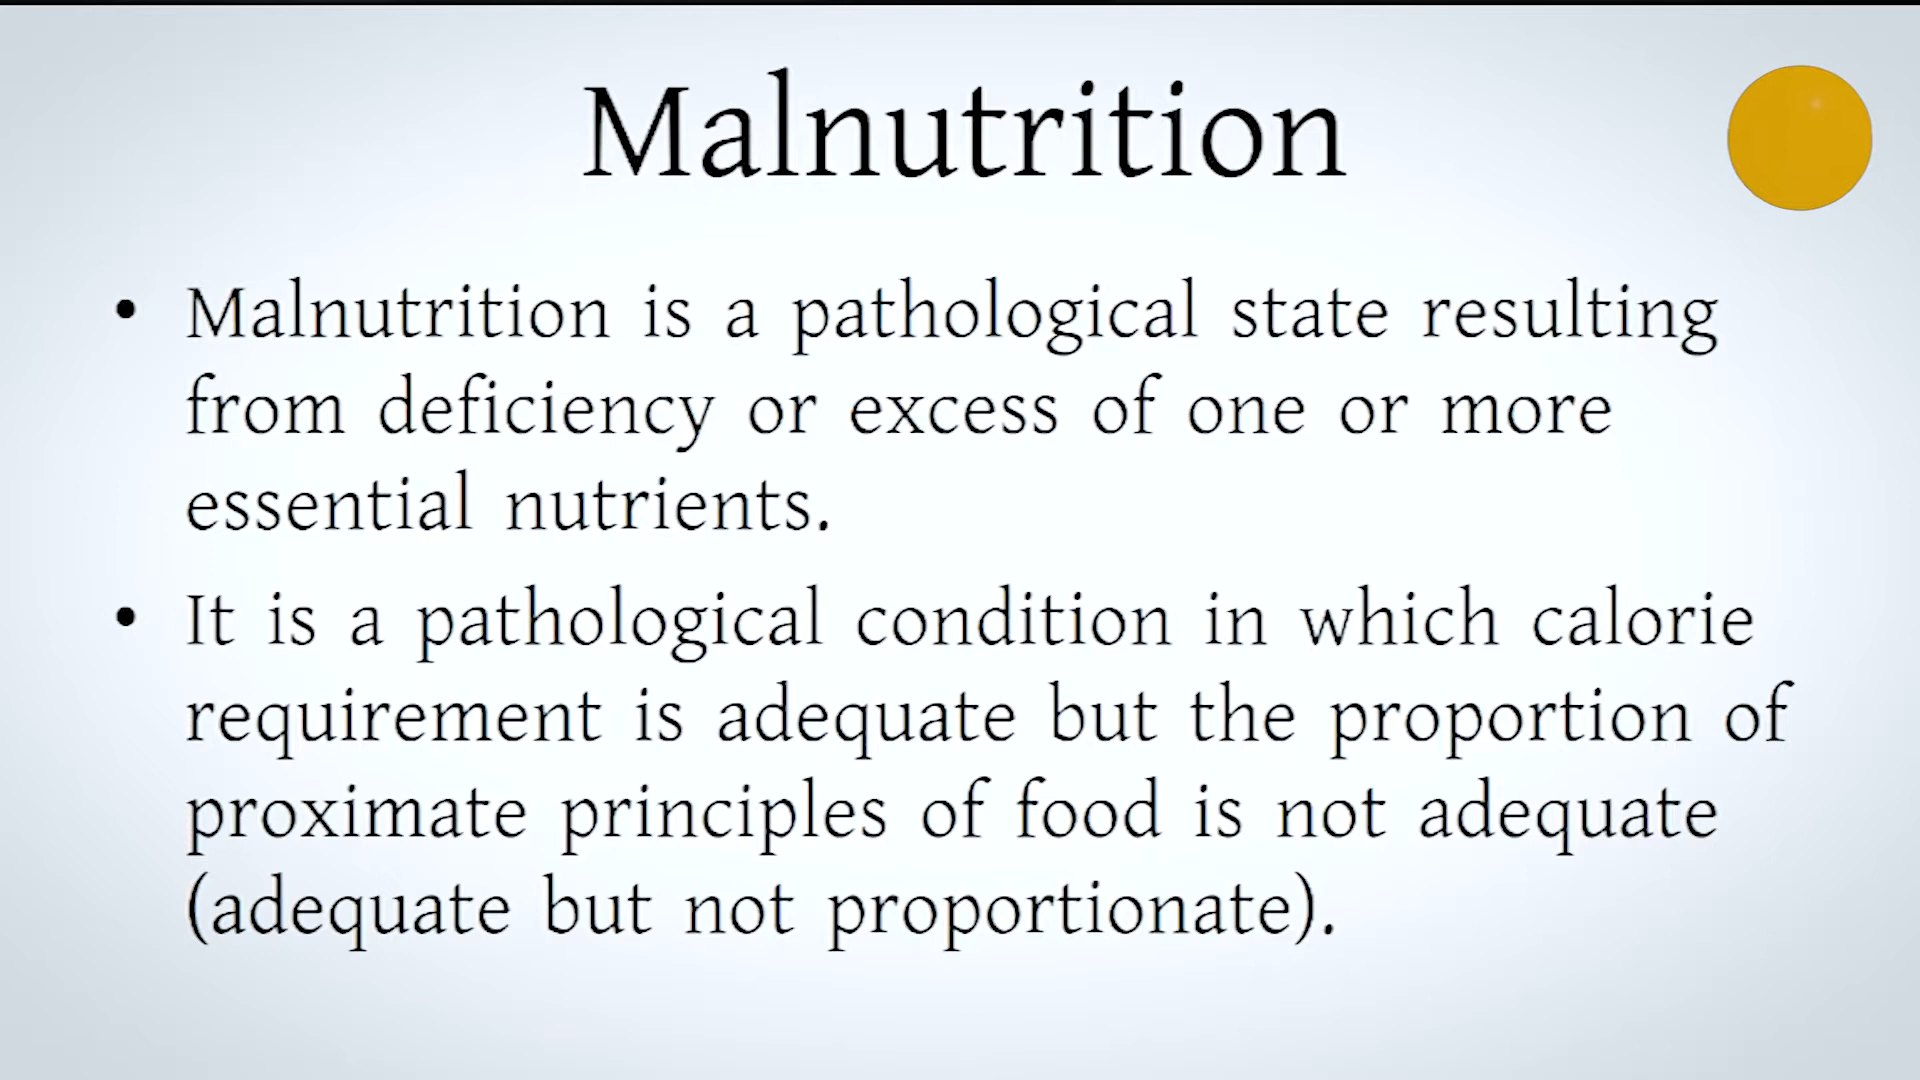 Malnutrition
• Malnutrition is a pathological state resulting
from deficiency or excess of one or more
essential nutrients.
• It is a pathological condition in which calorie
requirement is adequate but the proportion of
proximate principles of food is not adequate
(adequate but not proportionate).